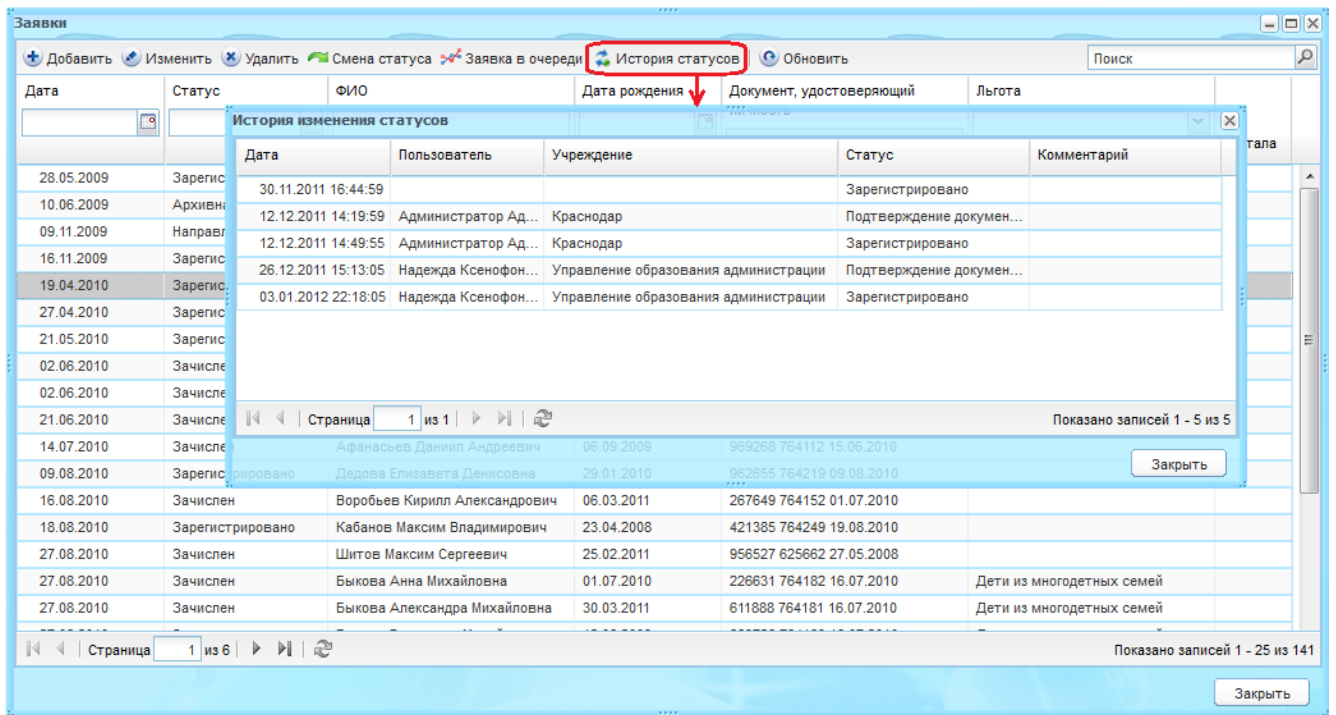 Заявки
Добавить Изменить Удалить Смена статуса Заявка в очереди История статусов Обновить Поиск
Дата Статус ФИО Дата рождения Документ, удостоверяющий Льгота
История изменения статусов
тала
Дата Пользователь Учреждение Статус Комментарий
30.11.2011 16:44:59 Зарегистрировано
12.12.2011 14:19:59 Администратор Ад... Краснодар Подтверждение докумен...
12.12.2011 14:49:55 Администратор Ад... Краснодар Зарегистрировано
26.12.2011 15:13:05 Надежда Ксенофон... Управление образования администрации Подтверждение докумен...
03.01.2012 22:18:05 Надежда Ксенофон... Управление образования администрации Зарегистрировано
Страница 1 из 1 Показано записей 1 - 5 из 5
Закрыть
28.05.2009 Зарегис
10.06.2009 Архивна
09.11.2009 Направл
16.11.2009 Зарегис
19.04.2010 Зарегис
27.04.2010 Зарегис
21.05.2010 Зарегис
02.06.2010 Зачисле
02.06.2010 Зачисле
21.06.2010 Зачисле
14.07.2010 Зачислен Афанасьев Даниил Андреевич 06.09.2009 969268 764112 15.06.2010
09.08.2010 Зарегистрировано Дедова Елизавета Денисовна 29.01.2010 962655 764219 09.08.2010
16.08.2010 Зачислен Воробьев Кирилл Александрович 06.03.2011 267649 764152 01.07.2010
18.08.2010 Зарегистрировано Кабанов Максим Владимирович 23.04.2008 421385 764249 19.08.2010
27.08.2010 Зачислен Шитов Максим Сергеевич 25.02.2011 956527 625662 27.05.2008
27.08.2010 Зачислен Быкова Анна Михайловна 01.07.2010 226631 764182 16.07.2010 Дети из многодетных семей
27.08.2010 Зачислен Быкова Александра Михайловна 30.03.2011 611888 764181 16.07.2010 Дети из многодетных семей
Страница 1 из 6 Показано записей 1 - 25 из 141
Закрыть